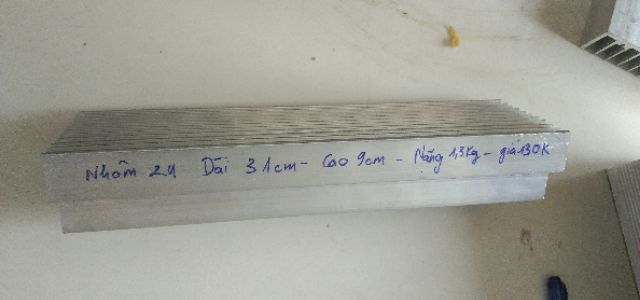 Nhôm 24 Dài 31cm - Cao 9cm - Nặng 1,3Kg - giá 130K